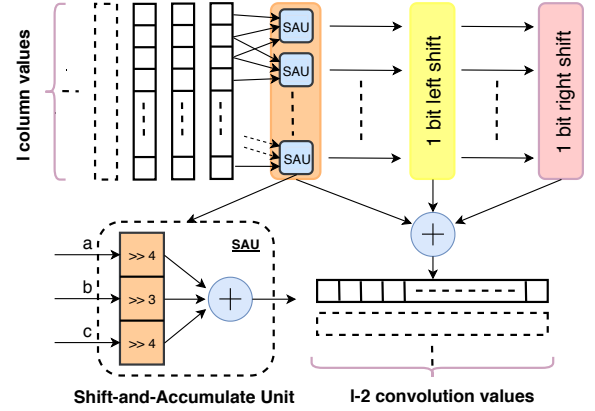 I column values
SAU
SAU
SAU
1 bit left shift
1 bit right shift
SAU
a
>> 4
b
>> 3
c
>> 4
Shift-and-Accumulate Unit
I-2 convolution values